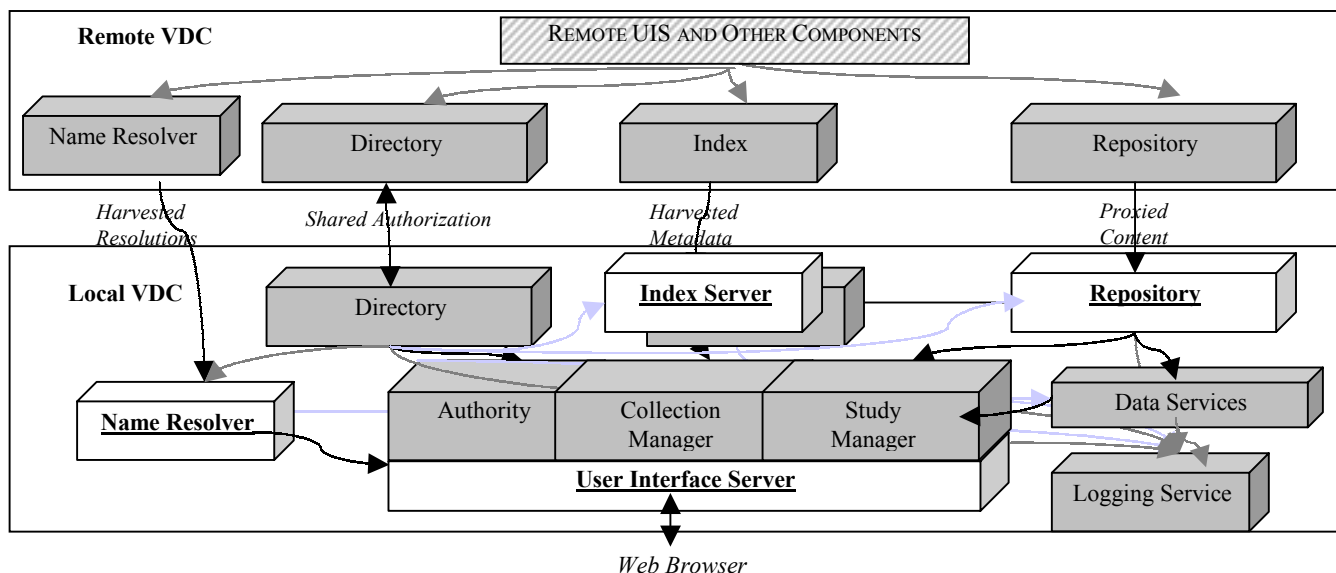 Remote VDC
REMOTE UIS AND OTHER COMPONENTS
Name Resolver
Directory
Index
Repository
Harvested
Resolutions
Shared Authorization
Harvested
Metadata
Proxied
Content
Local VDC
Directory
Index Server
Repository
Name Resolver
Authority
Collection
Manager
Study
Manager
Data Services
User Interface Server
Logging Service
Web Browser